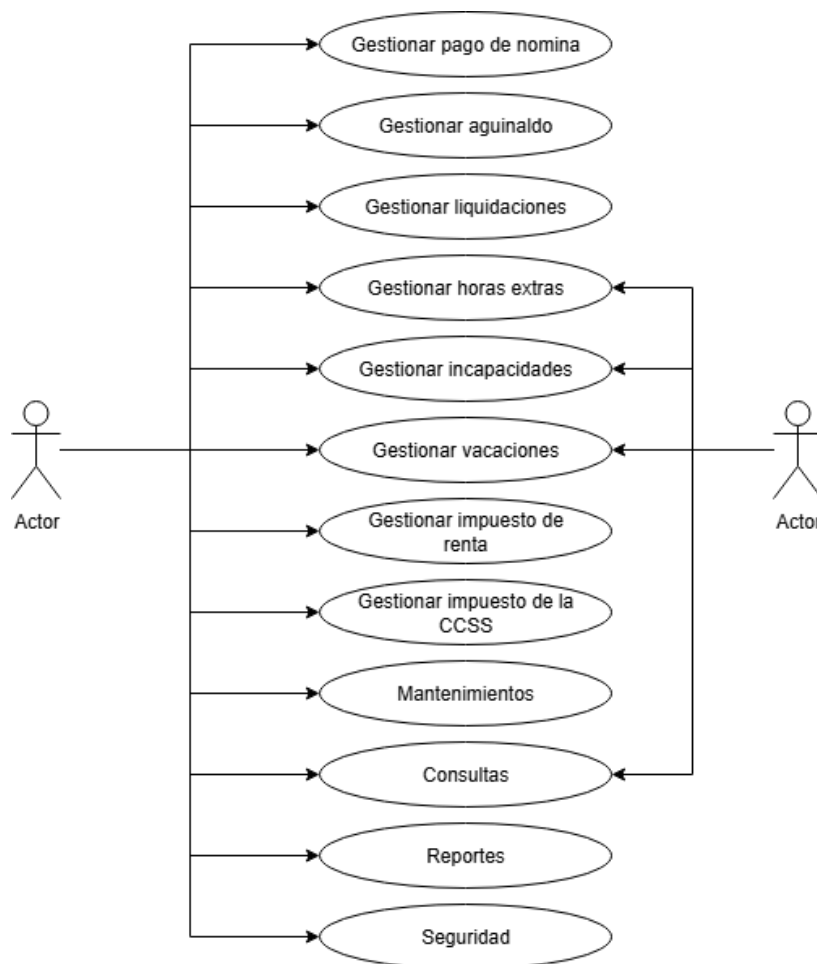 Gestionar pago de nomina
Gestionar aguinaldo
Gestionar liquidaciones
Gestionar horas extras
Gestionar incapacidades
Gestionar vacaciones
Actor
Actor
Gestionar impuesto de
renta
Gestionar impuesto de la
CCSS
Mantenimientos
Consultas
Reportes
Seguridad